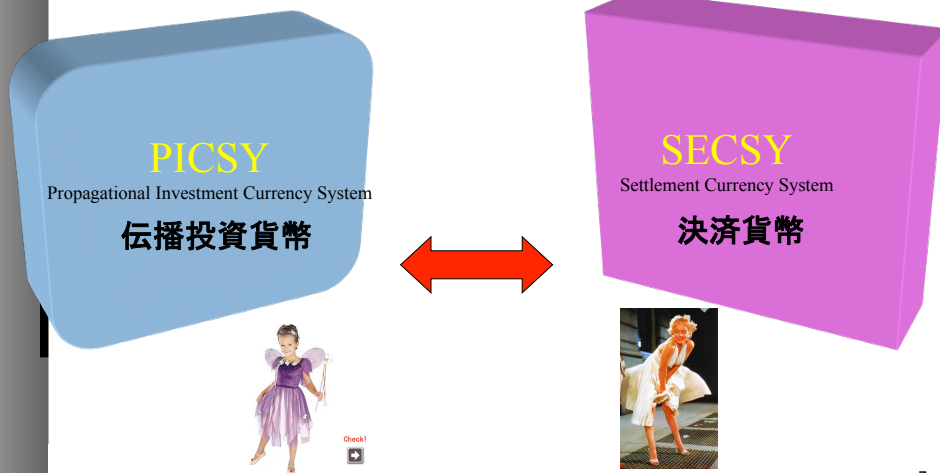 PICSY
Propagational Investment Currency System
伝播投資貨幣
SECSY
Settlement Currency System
決済貨幣
Check!